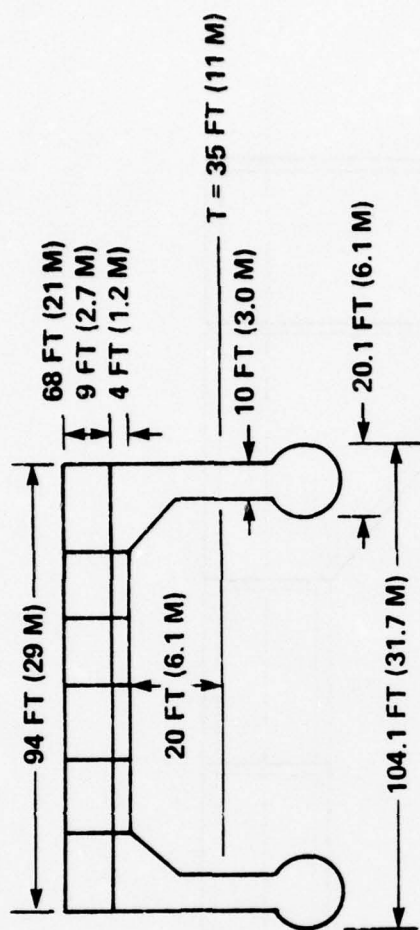 94 FT (29 M)
68 FT (21 M)
9 FT (2.7 M)
4 FT (1.2 M)
20 FT (6.1 M)
T = 35 FT (11 M)
10 FT (3.0 M)
20.1 FT (6.1 M)
104.1 FT (31.7 M)